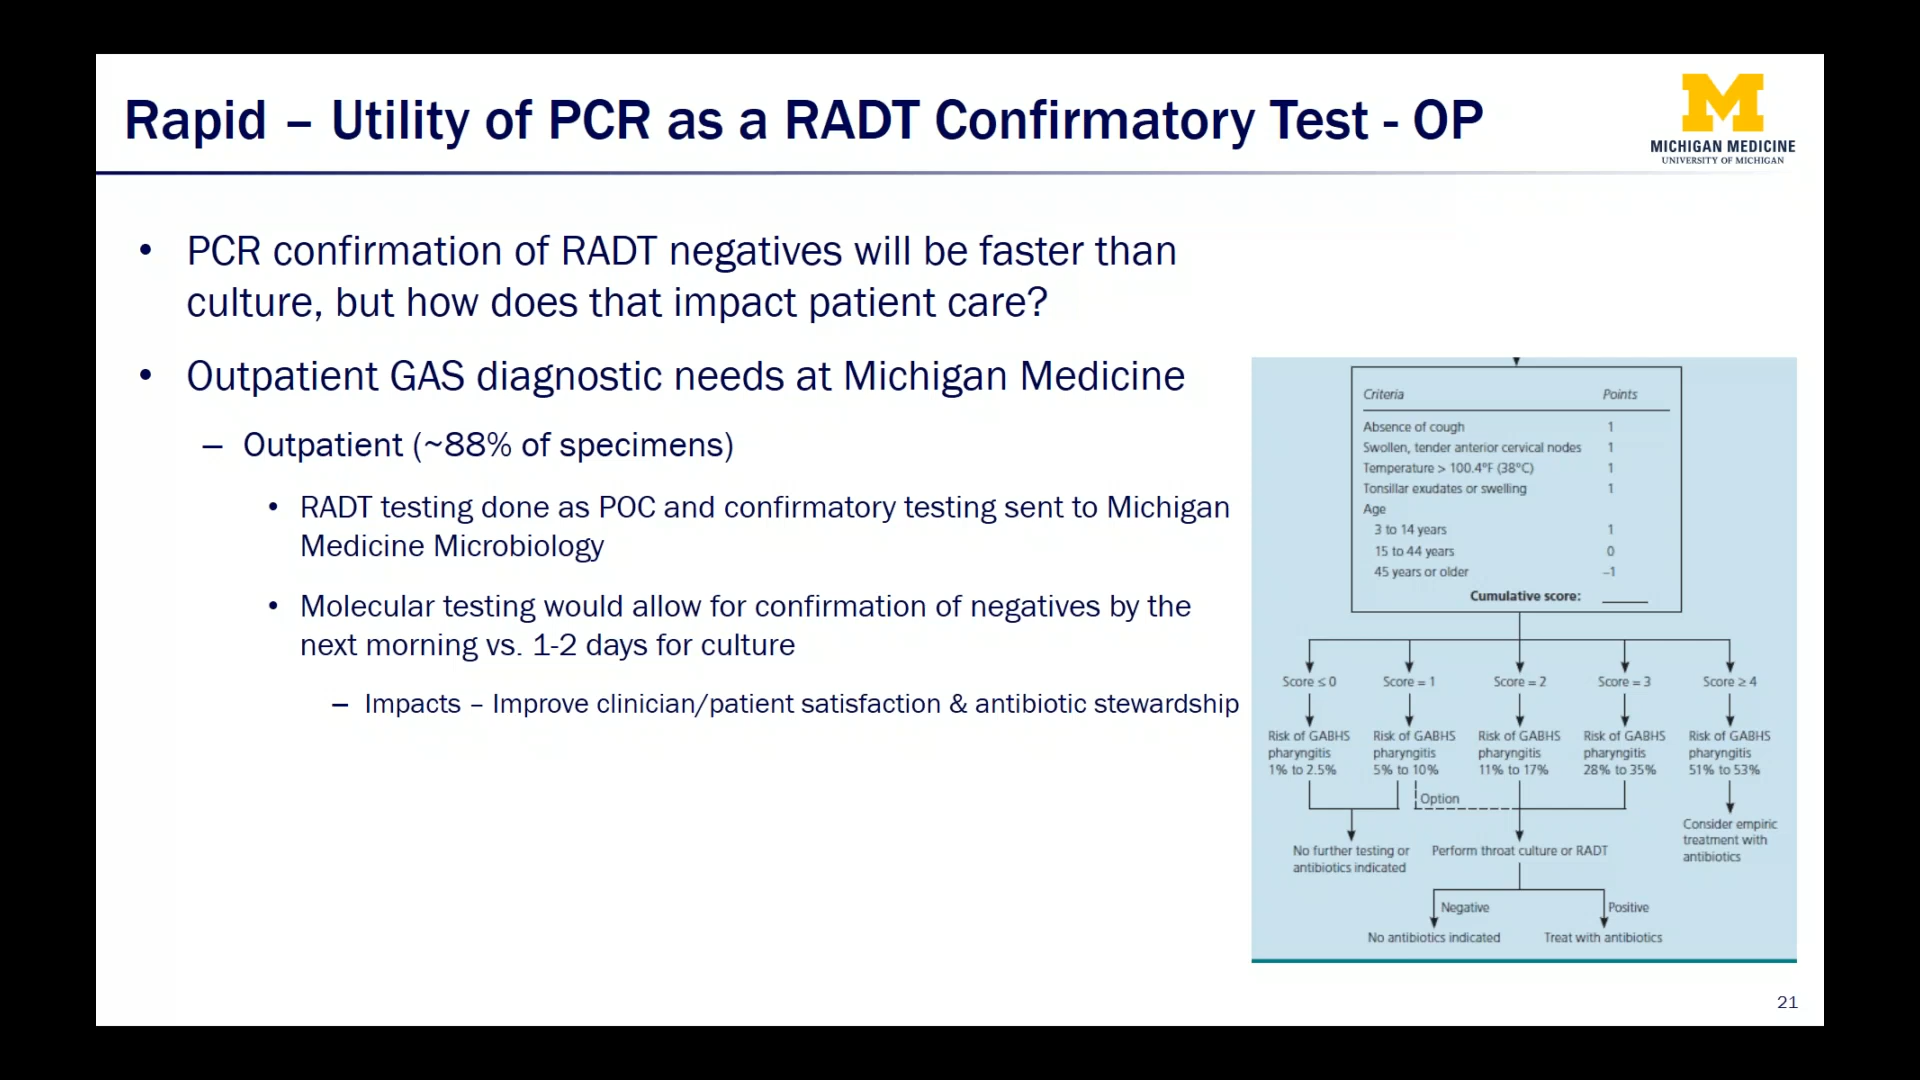 Rapid – Utility of PCR as a RADT Confirmatory Test - OP
MICHIGAN MEDICINE
UNIVERSITY OF MICHIGAN
• PCR confirmation of RADT negatives will be faster than
culture, but how does that impact patient care?
• Outpatient GAS diagnostic needs at Michigan Medicine
– Outpatient (~88% of specimens)
• RADT testing done as POC and confirmatory testing sent to Michigan
Medicine Microbiology
• Molecular testing would allow for confirmation of negatives by the
next morning vs. 1-2 days for culture
– Impacts – Improve clinician/patient satisfaction & antibiotic stewardship
Criteria Points
Absence of cough 1
Swollen, tender anterior cervical nodes 1
Temperature > 100.4°F (38°C) 1
Tonsillar exudates or swelling 1
Age
3 to 14 years 1
15 to 44 years 0
45 years or older –1
Cumulative score: ______
Score ≤ 0 Score = 1 Score = 2 Score = 3 Score ≥ 4
Risk of GABHS Risk of GABHS Risk of GABHS Risk of GABHS Risk of GABHS
pharyngitis pharyngitis pharyngitis pharyngitis pharyngitis
1% to 2.5% 5% to 10% 11% to 17% 28% to 35% 51% to 53%
Option
Consider empiric
treatment with
antibiotics
No further testing or
antibiotics indicated
Perform throat culture or RADT
Negative Positive
No antibiotics indicated Treat with antibiotics
21